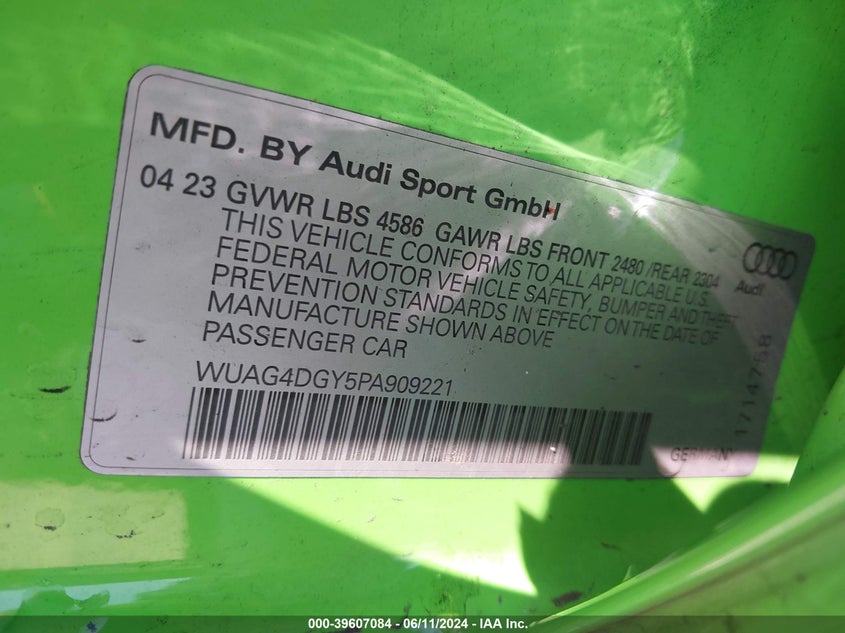 MFD. BY Audi Sport GmbH
04 23 GVWR LBS 4586 GAWR LBS FRONT 2480 /REAR 2304
THIS VEHICLE CONFORMS TO ALL APPLICABLE U.S.
FEDERAL MOTOR VEHICLE SAFETY, BUMPER AND THEFT
PREVENTION STANDARDS IN EFFECT ON THE DATE OF
MANUFACTURE SHOWN ABOVE
PASSENGER CAR
WUAG4DGY5PA909221
Audi
1714758
GERMANY
000-39607084 - 06/11/2024 - IAA Inc.